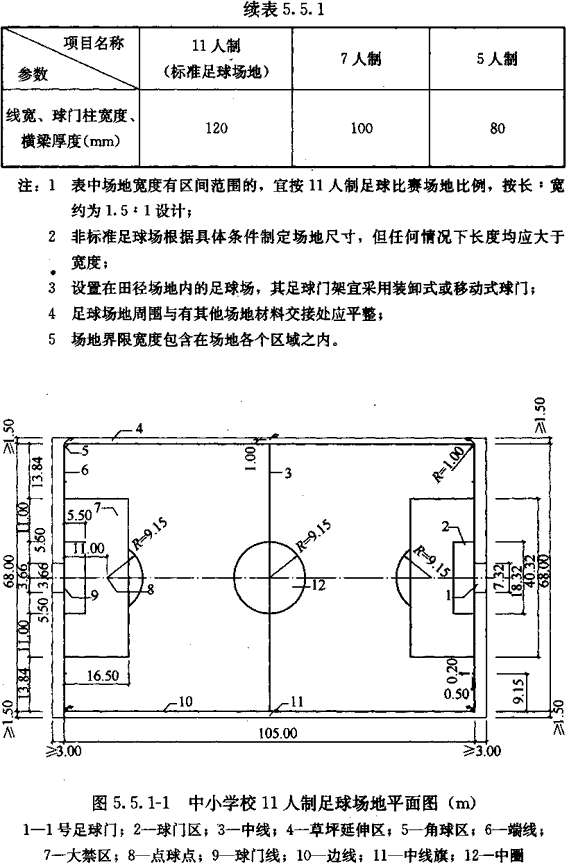 续表 5.5.1
项目名称
参数
11 人制
(标准足球场地)
7 人制
5 人制
线宽、球门柱宽度、
横梁厚度(mm)
120
100
80
注：1 表中场地宽度有区间范围的，宜按 11 人制足球比赛场地比例，按长∶宽
约为 1.5∶1 设计；
2 非标准足球场根据具体条件制定场地尺寸，但任何情况下长度均应大于
宽度；
3 设置在田径场地内的足球场，其足球门架宜采用装卸式或移动式球门；
4 足球场地周围与有其他场地材料交接处应平整；
5 场地界限宽度包含在场地各个区域之内。
≥1.50
4
≥1.50
5
6
1.00
3
R=1.00
13.84
11.00
5.50
3.66
3.66
5.50
11.00
13.84
68.00
7
5.50
11.00
R=9.15
R=9.15
R=9.15
2
9
8
12
1
7.32
18.32
40.32
68.00
16.50
0.20
0.50
9.15
10
11
≥1.50
≥1.50
105.00
≥3.00
≥3.00
图 5.5.1-1 中小学校 11 人制足球场地平面图（m）
1—1 号足球门；2—球门区；3—中线；4—草坪延伸区；5—角球区；6—端线；
7—大禁区；8—点球点；9—球门线；10—边线；11—中线旗；12—中圈